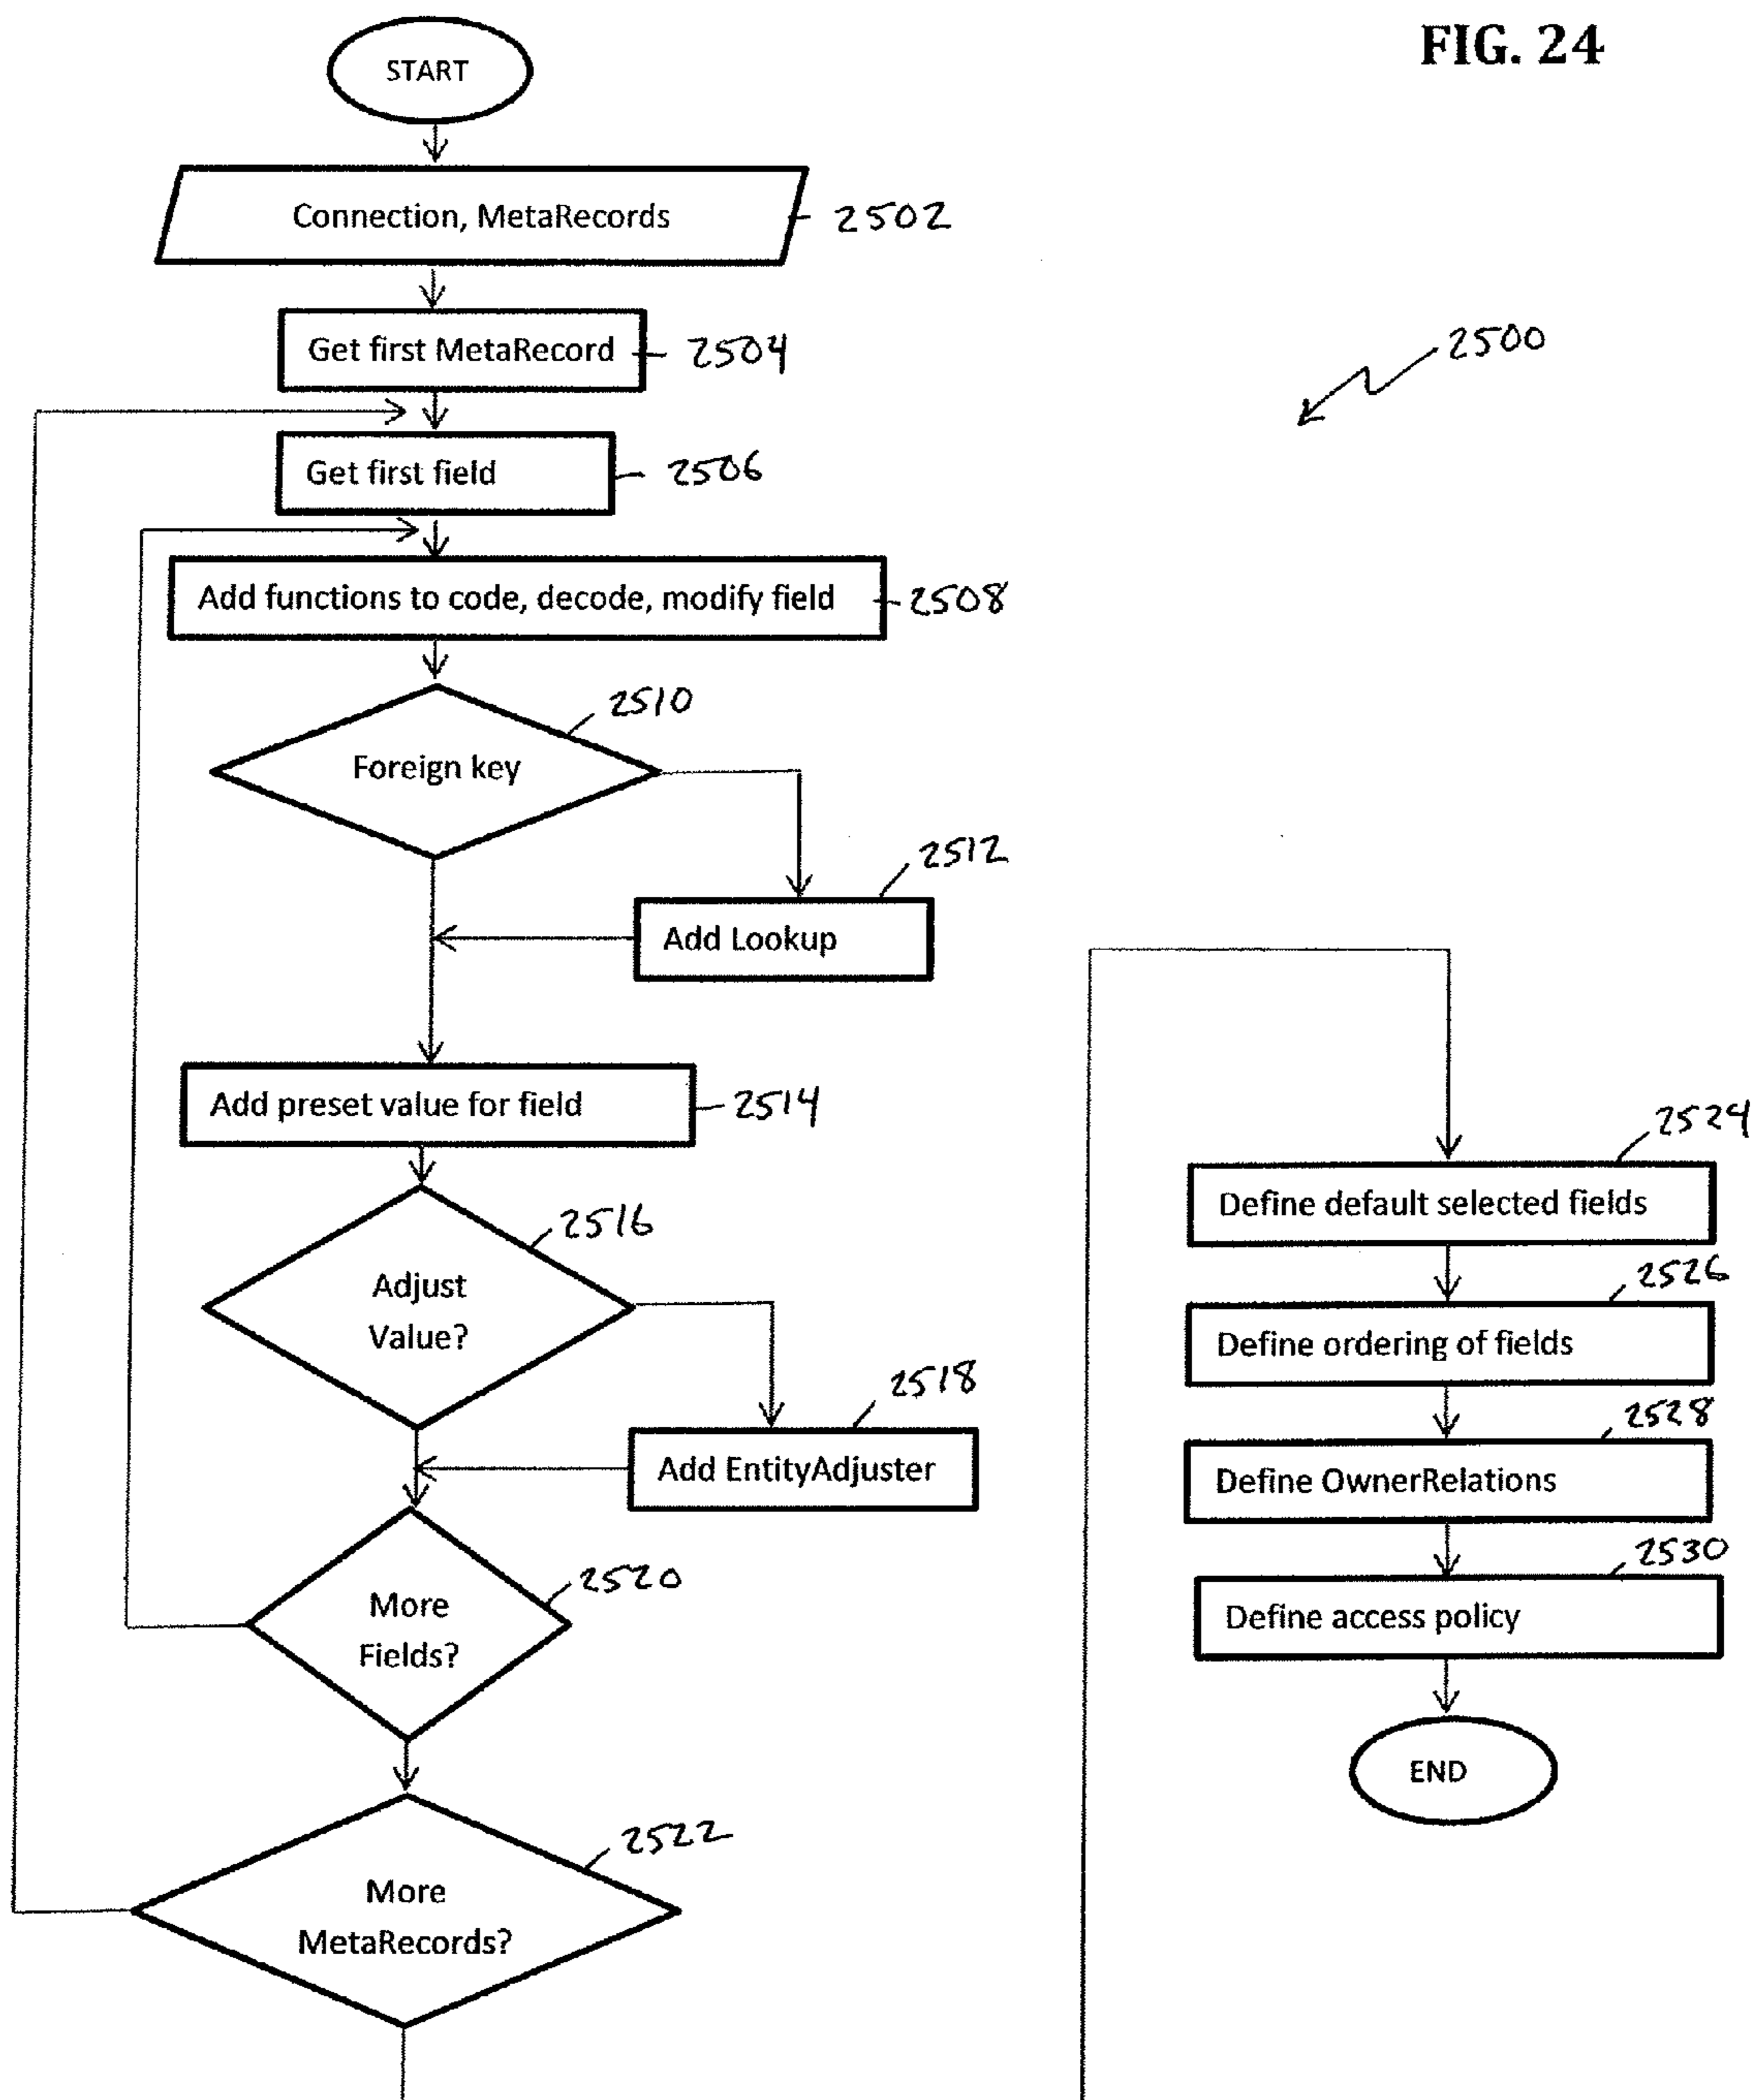 FIG. 24
START
Connection, MetaRecords
2502
Get first MetaRecord
2504
2500
Get first field
2506
Add functions to code, decode, modify field
2508
2510
Foreign key
2512
Add Lookup
Add preset value for field
2514
2516
Adjust
Value?
2518
Add EntityAdjuster
2520
More
Fields?
2522
More
MetaRecords?
2524
Define default selected fields
2526
Define ordering of fields
2528
Define OwnerRelations
2530
Define access policy
END